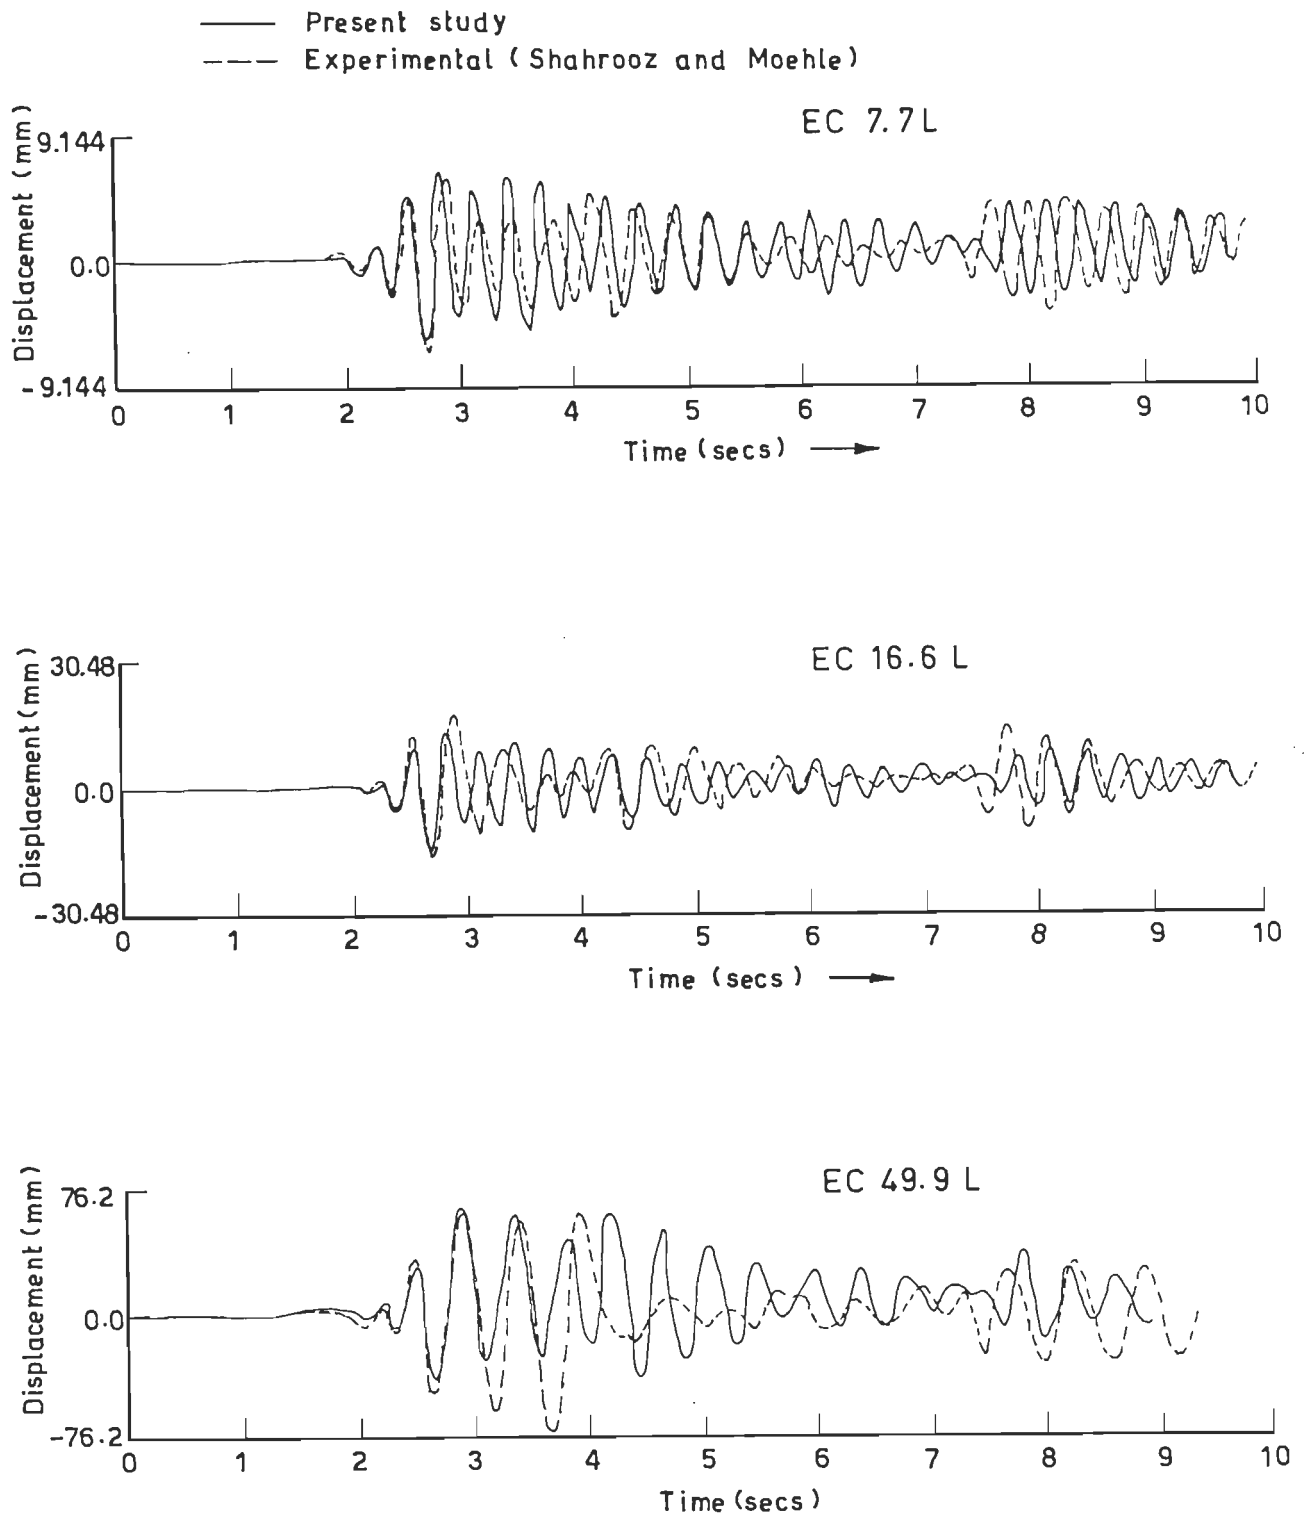 Present study
Experimental (Shahrooz and Moehle)
EC 7.7L
Displacement (mm)
9.144
0.0
-9.144
0 1 2 3 4 5 6 7 8 9 10
Time (secs)
EC 16.6 L
Displacement (mm)
30.48
0.0
-30.48
0 1 2 3 4 5 6 7 8 9 10
Time (secs)
EC 49.9 L
Displacement (mm)
76.2
0.0
-76.2
0 1 2 3 4 5 6 7 8 9 10
Time (secs)